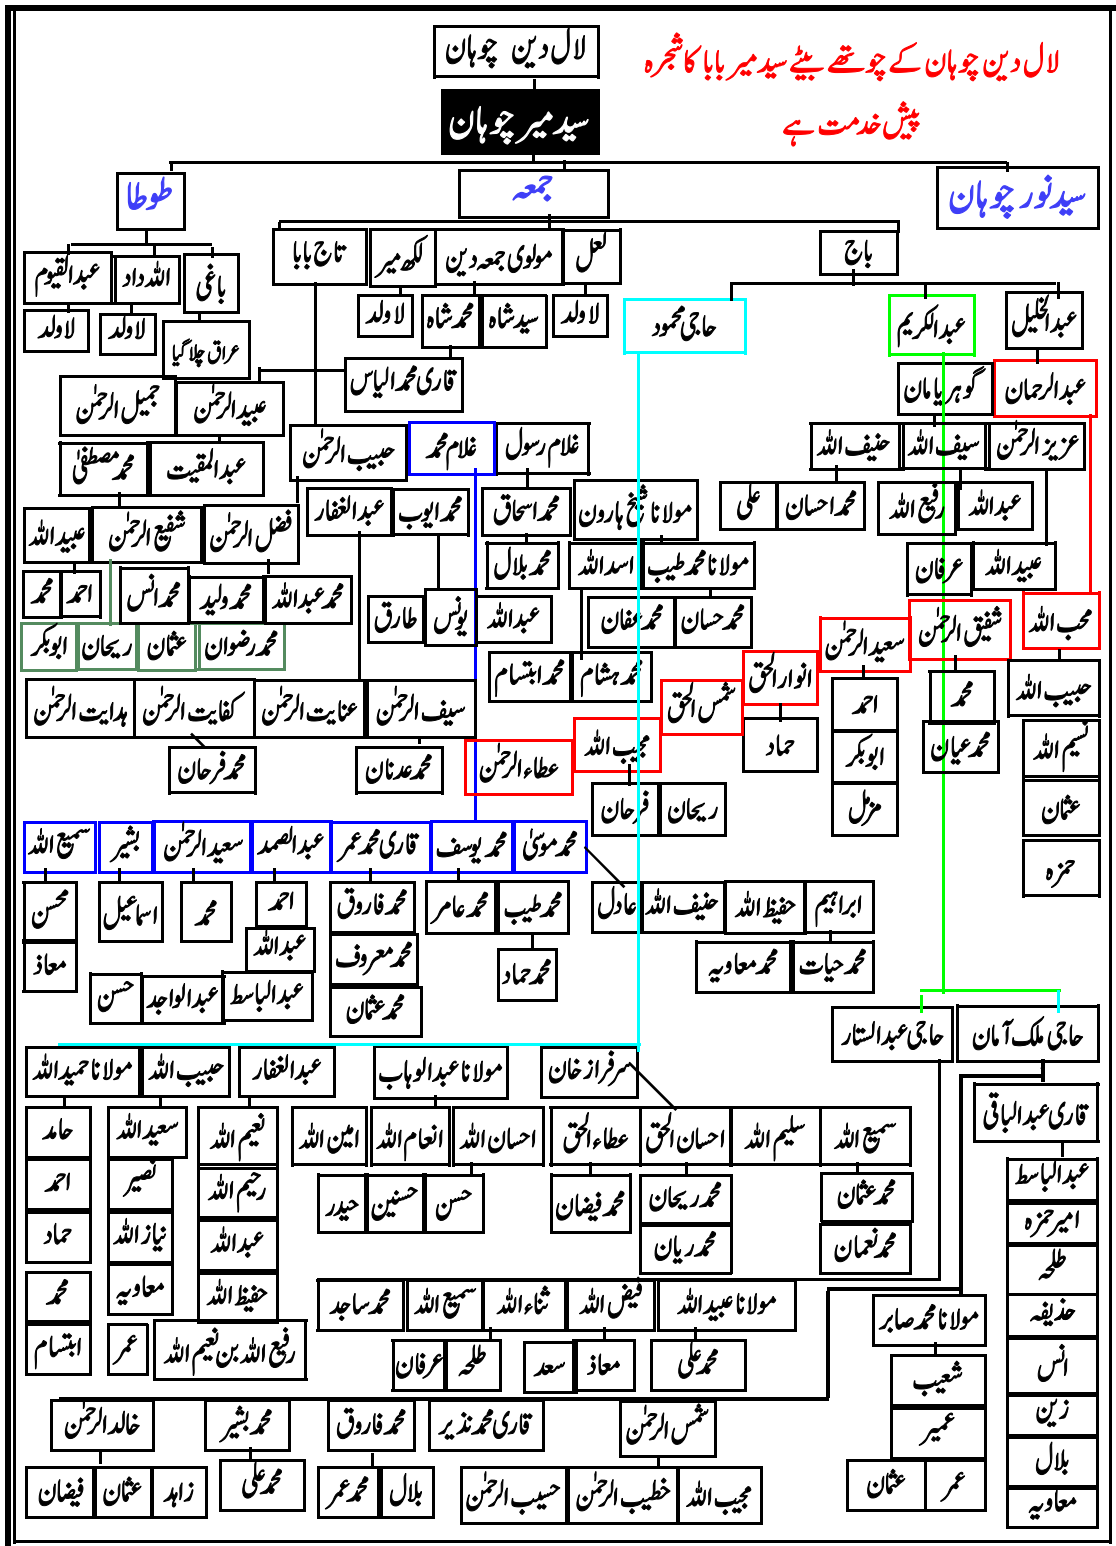 لال دین چوہان
لال دین چوہان کے چوتھے بیٹے سید میر بابا کا شجرہ
پیش خدمت ہے
سید میر چوہان
سید نور چوہان
جمعہ
طوطا
باج
لعل
مولوی جمعہ دین
لکھ میر
تاج بابا
باغی
اللہ داد
عبدالقیوم
عبدالخلیل
عبدالکریم
حاجی محمود
لاولد
سید شاہ
محمد شاہ
لاولد
عراق چلا گیا
لاولد
لاولد
عبدالرحمان
گوہر یا مان
قاری محمد الیاس
عبیدالرحمٰن
جمیل الرحمٰن
عزیز الرحمٰن
سیف اللہ
حنیف اللہ
غلام رسول
غلام محمد
حبیب الرحمٰن
عبدالمقیت
محمد مصطفیٰ
عبداللہ
رفیع اللہ
محمد احسان
علی
مولانا شیخ ہارون
محمد اسحاق
محمد ایوب
عبدالغفار
فضل الرحمٰن
شفیع الرحمٰن
عبید اللہ
عبید اللہ
عرفان
مولانا محمد طیب
اسد اللہ
محمد بلال
محمد عبداللہ
محمد ولید
محمد انس
احمد
محمد
محب اللہ
شفیق الرحمٰن
سعید الرحمٰن
محمد حسان
محمد عفان
عبداللہ
یونس
طارق
محمد رضوان
عثمان
ریحان
ابوبکر
حبیب اللہ
محمد
احمد
انوار الحق
شمس الحق
محمد ہشام
محمد ابتسام
سیف الرحمٰن
عنایت الرحمٰن
کفایت الرحمٰن
ہدایت الرحمٰن
نسیم اللہ
محمد عیان
ابوبکر
حماد
مجیب اللہ
عطاء الرحمٰن
محمد عدنان
محمد فرحان
عثمان
مزمل
ریحان
فرحان
حمزہ
محمد موسیٰ
محمد یوسف
قاری محمد عمر
عبدالصمد
سعید الرحمٰن
بشیر
سمیع اللہ
ابراہیم
حفیظ اللہ
حنیف اللہ
عادل
محمد طیب
محمد عامر
محمد فاروق
احمد
محمد
اسماعیل
محسن
محمد حیات
محمد معاویہ
محمد حماد
محمد معروف
عبداللہ
معاذ
محمد عثمان
عبدالباسط
عبدالواجد
حسن
حاجی ملک آمان
حاجی عبدالستار
سرفراز خان
مولانا عبدالوہاب
عبدالغفار
حبیب اللہ
مولانا حمید اللہ
قاری عبدالباقی
سمیع اللہ
سلیم اللہ
احسان الحق
عطاء الحق
احسان اللہ
انعام اللہ
امین اللہ
نعیم اللہ
سعید اللہ
حامد
عبدالباسط
محمد عثمان
محمد ریحان
محمد فیضان
حسن
حسنین
حیدر
رحیم اللہ
نصیر
احمد
امیر حمزہ
محمد نعمان
محمد ریان
عبداللہ
نیاز اللہ
حماد
طلحہ
حفیظ اللہ
معاویہ
محمد
حذیفہ
مولانا محمد صابر
مولانا عبید اللہ
فیض اللہ
ثناء اللہ
سمیع اللہ
محمد ساجد
رفیع اللہ بن نعیم اللہ
عمر
ابتسام
انس
شعیب
محمد علی
معاذ
سعد
طلحہ
عرفان
زین
عمیر
شمس الرحمٰن
قاری محمد نذیر
محمد فاروق
محمد بشیر
خالد الرحمٰن
بلال
عمر
عثمان
مجیب اللہ
خطیب الرحمٰن
حسیب الرحمٰن
بلال
محمد عمر
محمد علی
زاہد
عثمان
فیضان
معاویہ